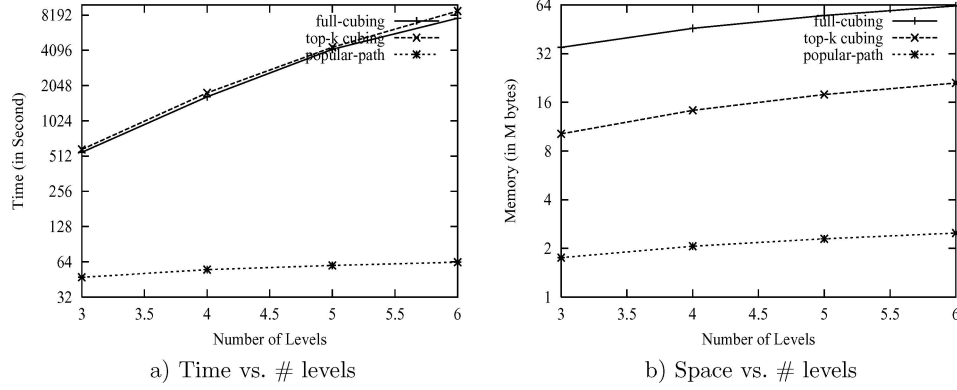 8192
4096
2048
1024
512
256
128
64
32
Time (in Second)
full-cubing
top-k cubing
popular-path
3 3.5 4 4.5 5 5.5 6
Number of Levels
a) Time vs. # levels
64
32
16
8
4
2
1
Memory (in M bytes)
full-cubing
top-k cubing
popular-path
3 3.5 4 4.5 5 5.5 6
Number of Levels
b) Space vs. # levels